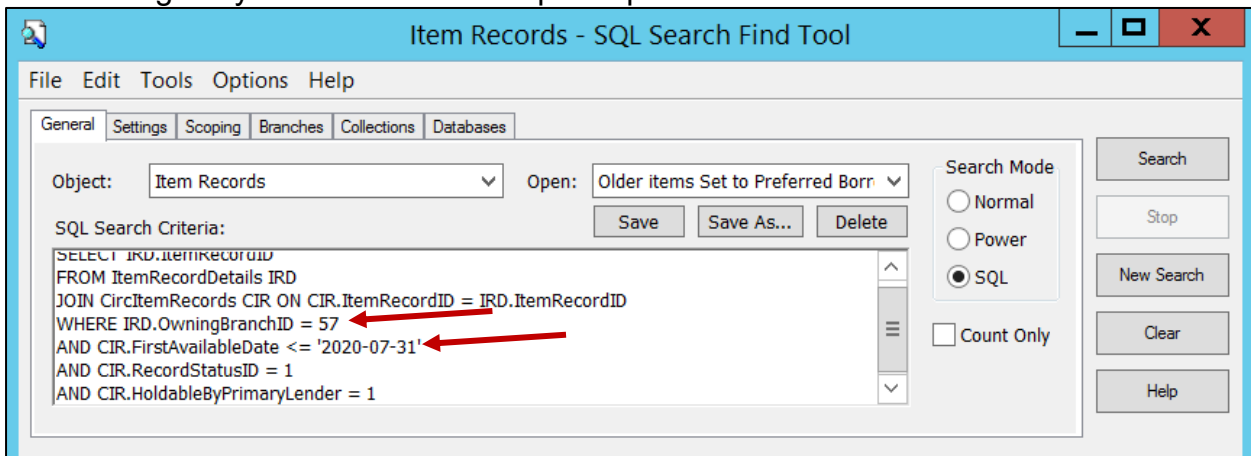 Item Records - SQL Search Find Tool
X
File Edit Tools Options Help
General Settings Scoping Branches Collections Databases
Object: Item Records Open: Older items Set to Preferred Borr
Save Save As... Delete
SQL Search Criteria:
SELECT IRD.ItemRecordID
FROM ItemRecordDetails IRD
JOIN CircItemRecords CIR ON CIR.ItemRecordID = IRD.ItemRecordID
WHERE IRD.OwningBranchID = 57
AND CIR.FirstAvailableDate <= '2020-07-31'
AND CIR.RecordStatusID = 1
AND CIR.HoldableByPrimaryLender = 1
Search Mode
Normal
Power
SQL
Count Only
Search
Stop
New Search
Clear
Help